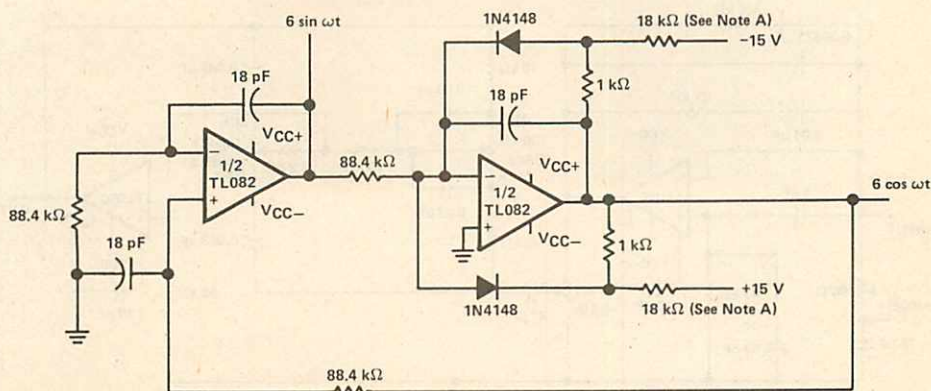 6 sin ωt
1N4148
18 kΩ (See Note A)
−15 V
18 pF
1 kΩ
18 pF
VCC+
−
1/2
TL082
+
VCC−
88.4 kΩ
88.4 kΩ
18 pF
−
1/2
TL082
+
VCC+
VCC−
6 cos ωt
1 kΩ
1N4148
+15 V
18 kΩ (See Note A)
88.4 kΩ